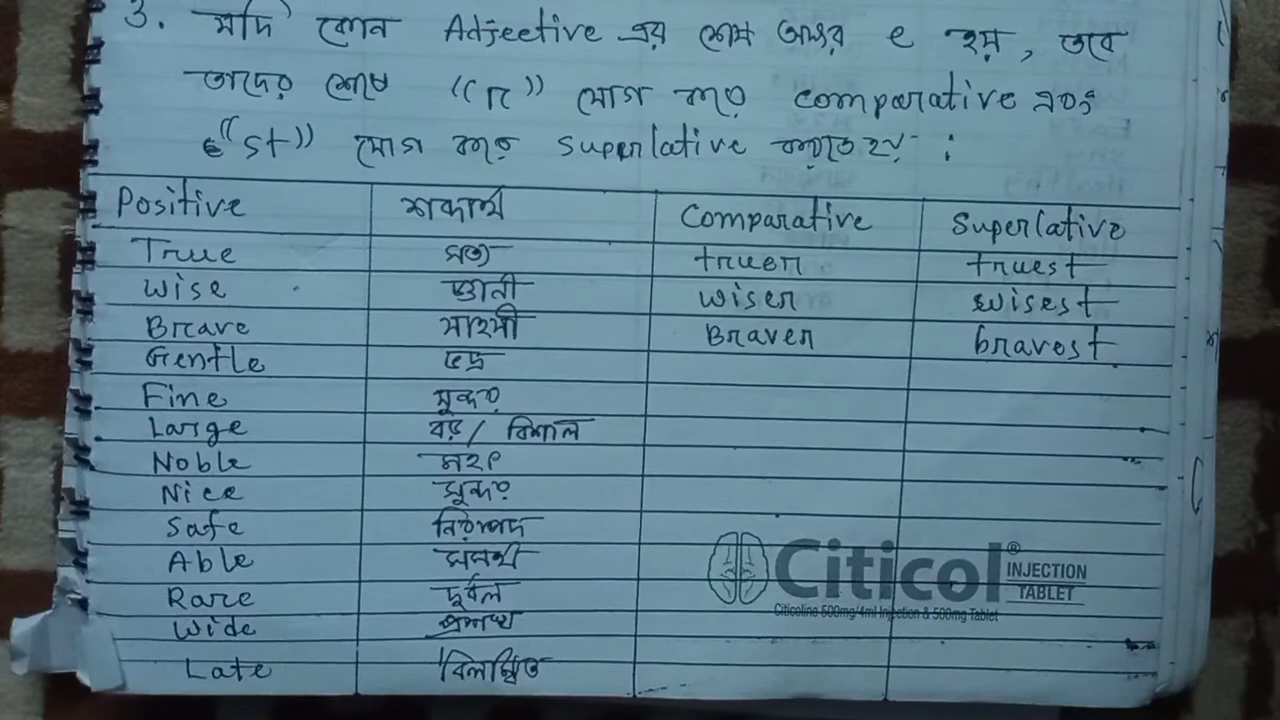 3. যদি কোন Adjective এর শেষ অক্ষর e হয়, তবে
তাদের শেষে "r" যোগ করে comparative এবং
"st" যোগ করে superlative করতে হয় :
Positive শব্দার্থ Comparative Superlative
True সত্য truer truest
Wise জ্ঞানী wiser wisest
Brave সাহসী Braver bravest
Gentle ভদ্র
Fine সুন্দর
Large বড় / বিশাল
Noble মহৎ
Nice সুন্দর
Safe নিরাপদ
Able সামর্থ
Rare দুর্বল
Wide প্রশস্থ
Late বিলম্বিত
Citicol® INJECTION
TABLET
Citicoline 500mg/4ml Injection & 500mg Tablet